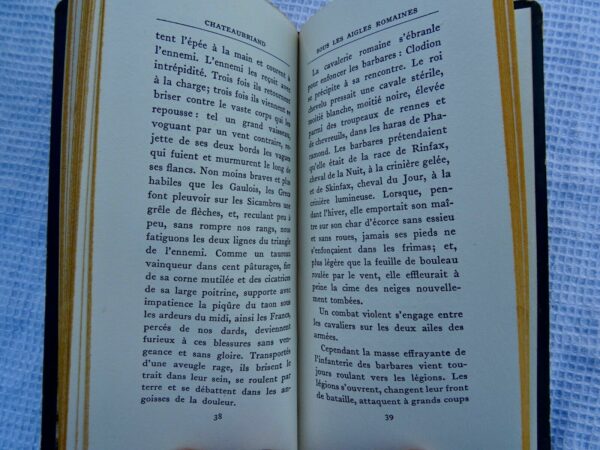 CHATEAUBRIAND
tent l'épée à la main et courent à
l'ennemi. L'ennemi les reçoit avec
intrépidité. Trois fois ils retournent
à la charge; trois fois ils viennent se
briser contre le vaste corps qui les
repousse : tel un grand vaisseau,
voguant par un vent contraire, re-
jette de ses deux bords les vagues
qui fuient et murmurent le long de
ses flancs. Non moins braves et plus
habiles que les Gaulois, les Grecs
font pleuvoir sur les Sicambres une
grêle de flèches, et, reculant peu à
peu, sans rompre nos rangs, nous
fatiguons les deux lignes du triangle
de l'ennemi. Comme un taureau
vainqueur dans cent pâturages, fier
de sa corne mutilée et des cicatrices
de sa large poitrine, supporte avec
impatience la piqûre du taon sous
les ardeurs du midi, ainsi les Francs,
percés de nos dards, deviennent
furieux à ces blessures sans ven-
geance et sans gloire. Transportés
d'une aveugle rage, ils brisent le
trait dans leur sein, se roulent par
terre et se débattent dans les an-
goisses de la douleur.
38
SOUS LES AIGLES ROMAINES
La cavalerie romaine s'ébranle
pour enfoncer les barbares : Clodion
se précipite à sa rencontre. Le roi
chevelu pressait une cavale stérile,
moitié blanche, moitié noire, élevée
parmi des troupeaux de rennes et
de chevreuils, dans les haras de Pha-
ramond. Les barbares prétendaient
qu'elle était de la race de Rinfax,
cheval de la Nuit, à la crinière gelée,
et de Skinfax, cheval du Jour, à la
crinière lumineuse. Lorsque, pen-
dant l'hiver, elle emportait son maî-
tre sur son char d'écorce sans essieu
et sans roues, jamais ses pieds ne
s'enfonçaient dans les frimas; et,
plus légère que la feuille de bouleau
roulée par le vent, elle effleurait à
peine la cime des neiges nouvelle-
ment tombées.
Un combat violent s'engage entre
les cavaliers sur les deux ailes des
armées.
Cependant la masse effrayante de
l'infanterie des barbares vient tou-
jours roulant vers les légions. Les
légions s'ouvrent, changent leur front
de bataille, attaquent à grands coups
39